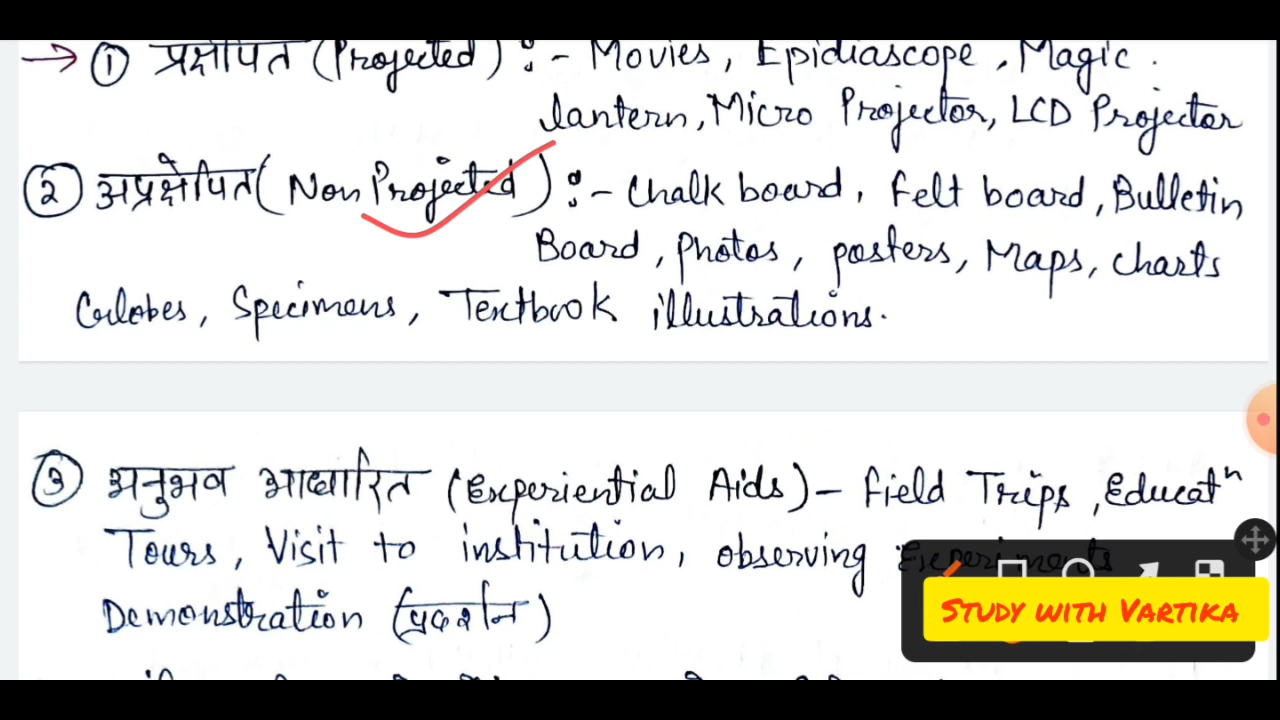 → ① प्रक्षेपित (Projected) :- Movies, Epidiascope, Magic
lantern, Micro Projector, LCD Projector
② अप्रक्षेपित (Non Projected) :- Chalk board, Felt board, Bulletin
Board, Photos, posters, Maps, charts
Globes, Specimens, Textbook illustrations.
③ अनुभव आधारित (Experiential Aids) - Field Trips, Educatⁿ
Tours, Visit to institution, observing Experiments
Demonstration (प्रदर्शन)
STUDY WITH VARTIKA